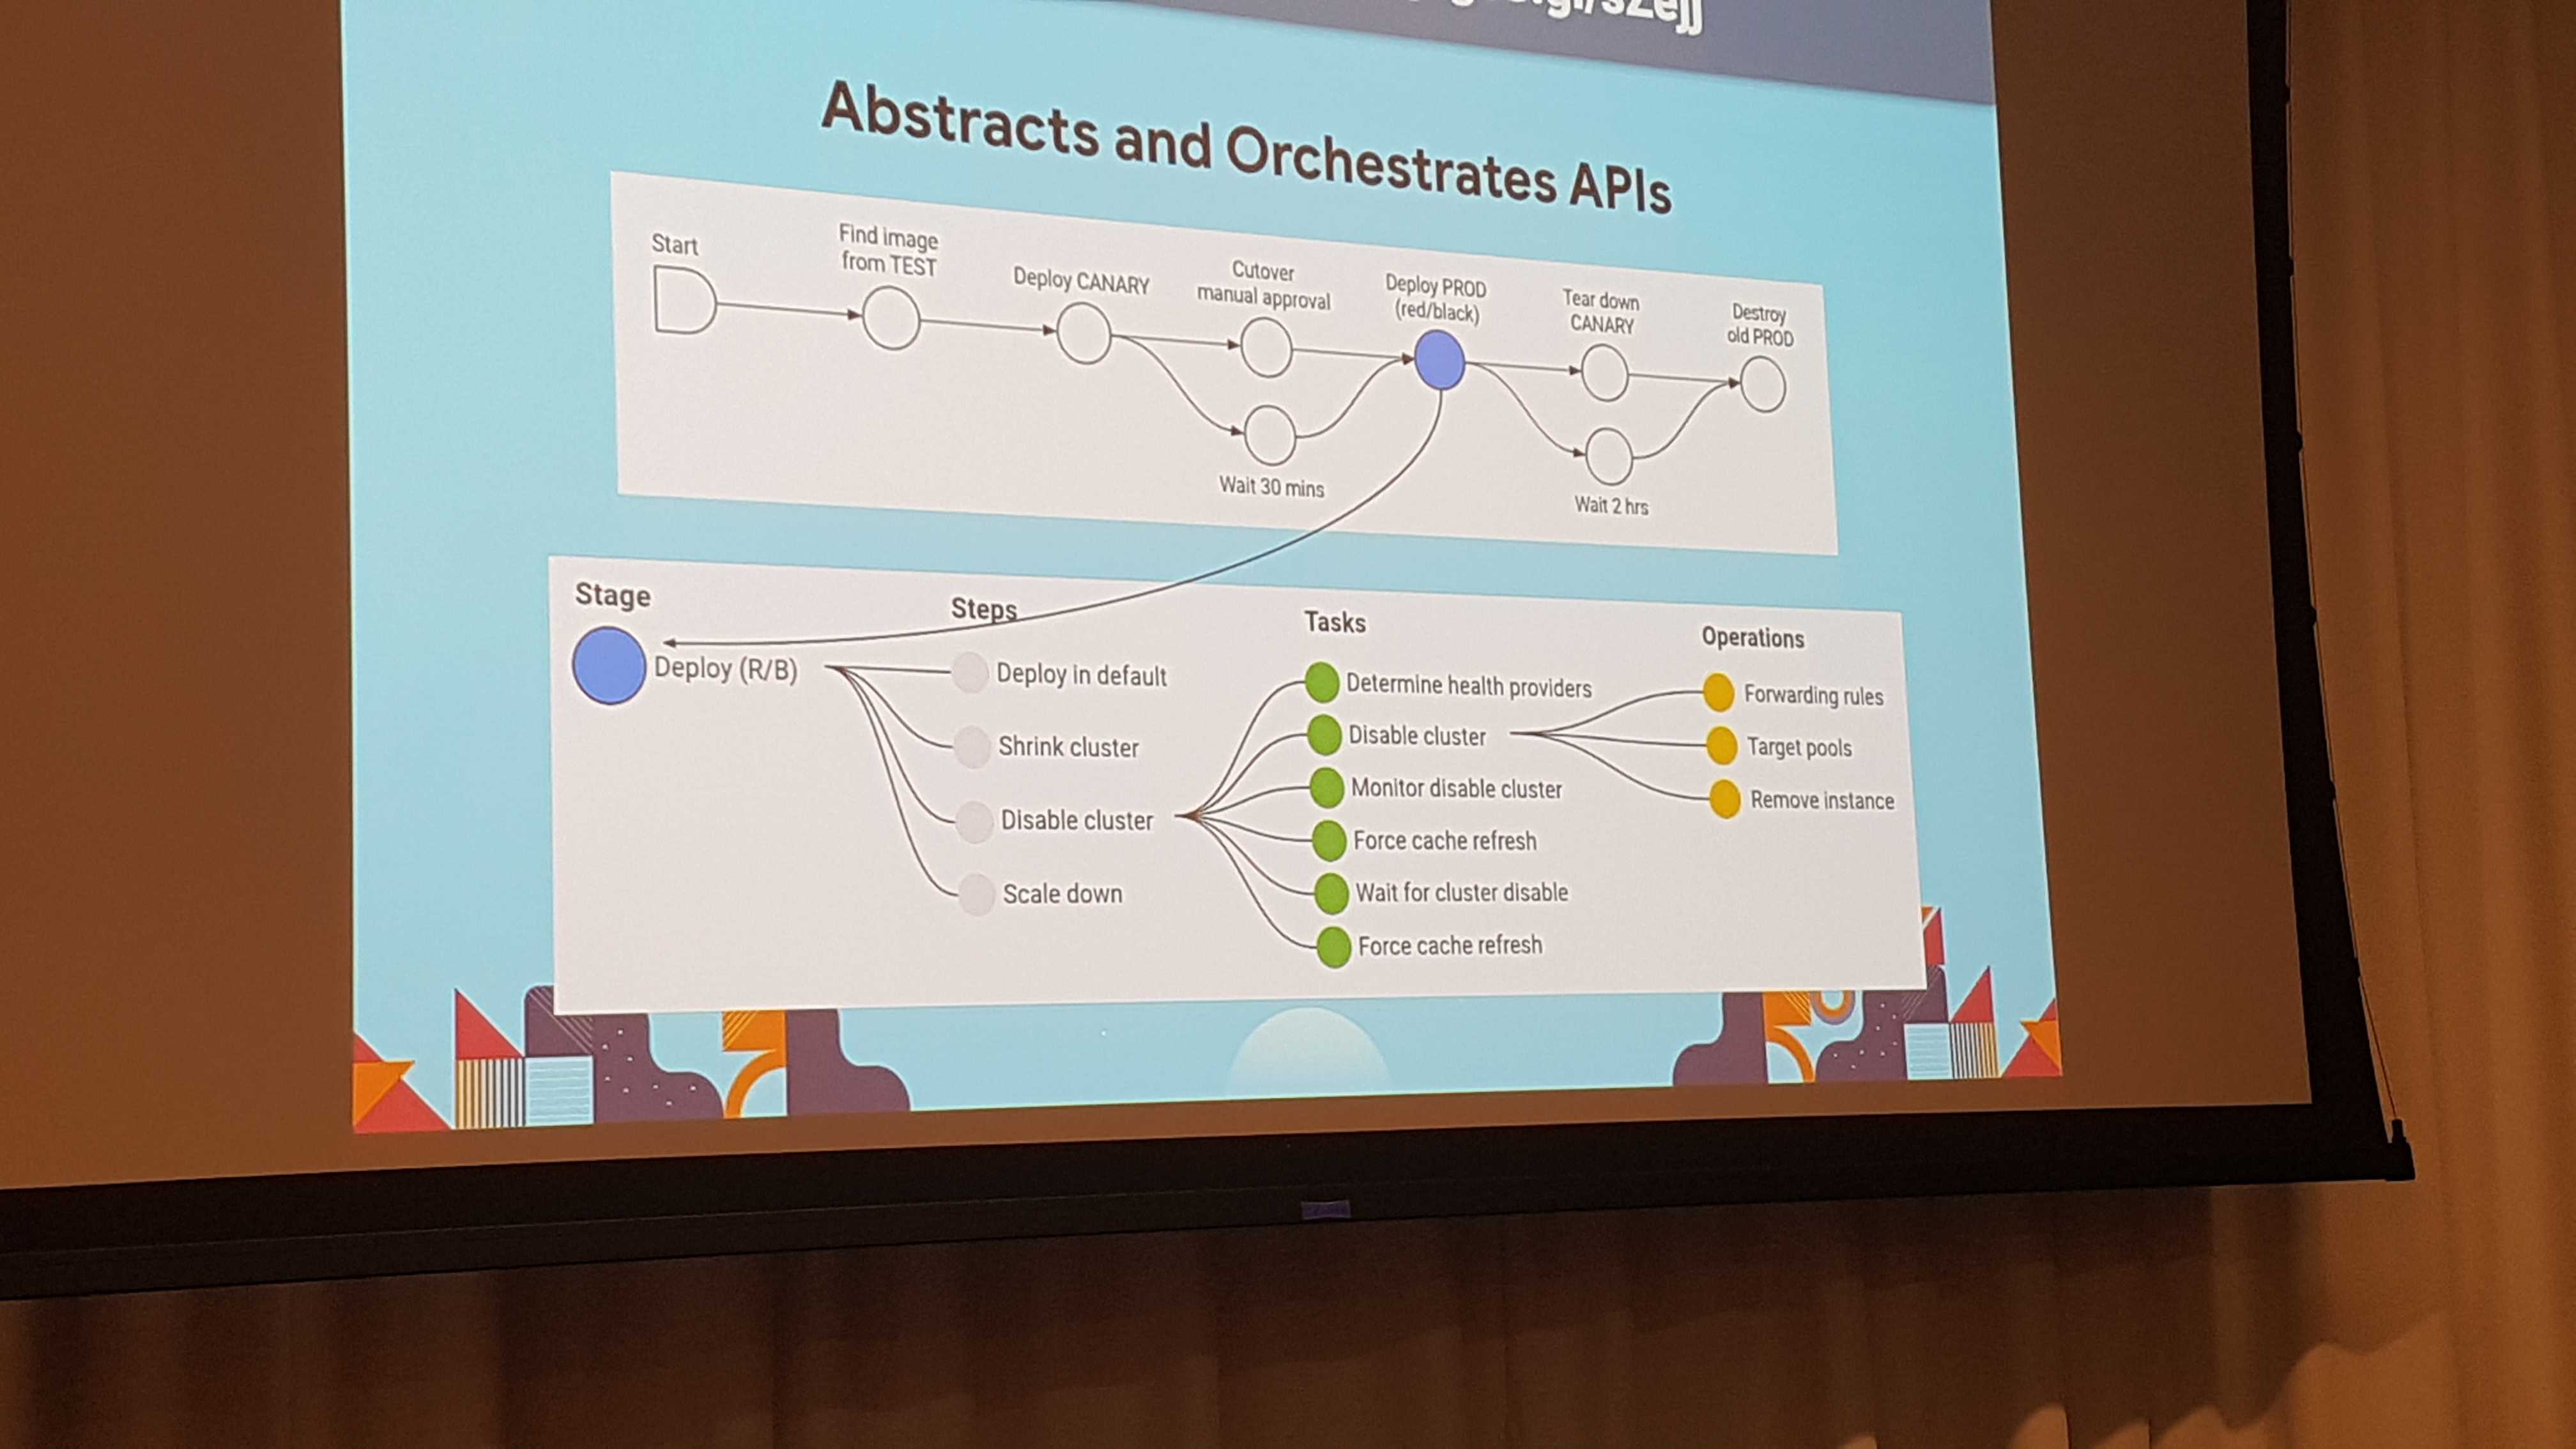 Abstracts and Orchestrates APIs
Start
Find image
from TEST
Deploy CANARY
Cutover
manual approval
Deploy PROD
(red/black)
Tear down
CANARY
Destroy
old PROD
Wait 30 mins
Wait 2 hrs
Stage
Steps
Tasks
Operations
Deploy (R/B)
Deploy in default
Shrink cluster
Disable cluster
Scale down
Determine health providers
Disable cluster
Monitor disable cluster
Force cache refresh
Wait for cluster disable
Force cache refresh
Forwarding rules
Target pools
Remove instance